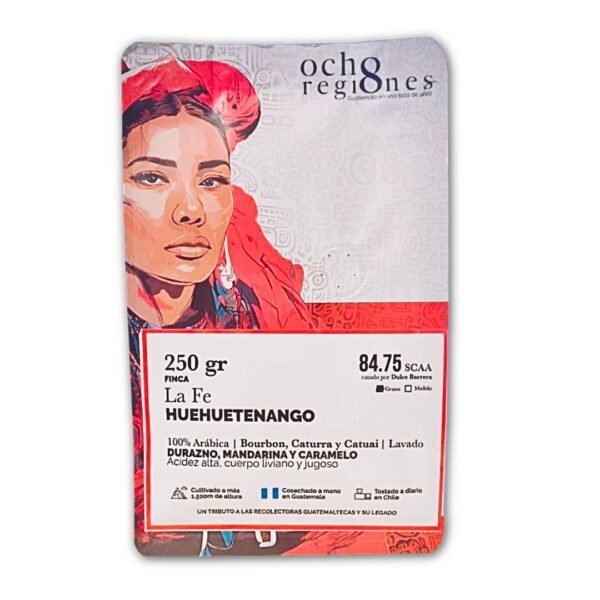 och8
regi8nes
Guatemala en una taza de café
250 gr
FINCA
La Fe
HUEHUETENANGO
84.75 SCAA
catado por Dulce Barrera
Grano Molido
100% Arábica | Bourbon, Caturra y Catuai | Lavado
DURAZNO, MANDARINA Y CARAMELO
Acidez alta, cuerpo liviano y jugoso
Cultivado a más
1,500m de altura
Cosechado a mano
en Guatemala
Tostado a diario
en Chile
UN TRIBUTO A LAS RECOLECTORAS GUATEMALTECAS Y SU LEGADO